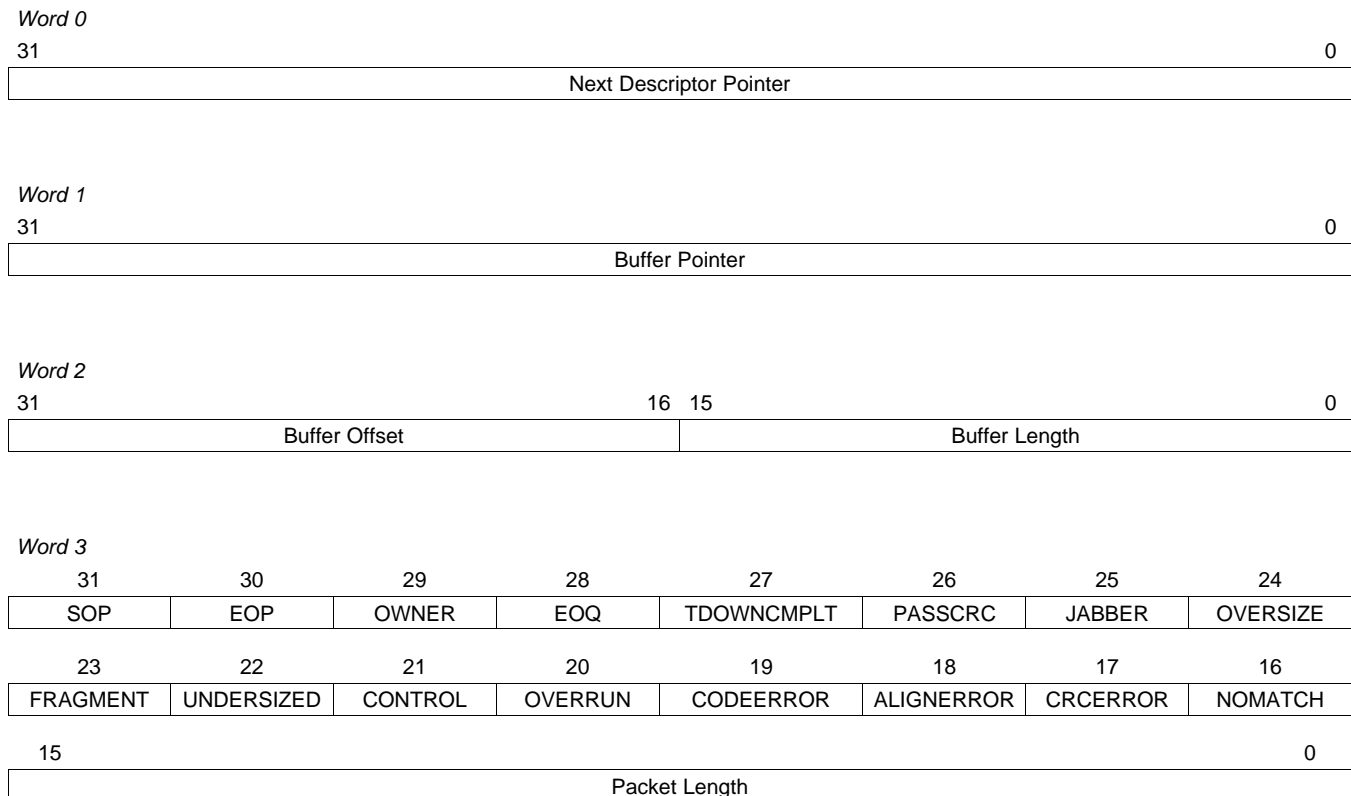 Word 0
31 0
Next Descriptor Pointer
Word 1
31 0
Buffer Pointer
Word 2
31 16 15 0
Buffer Offset Buffer Length
Word 3
31 30 29 28 27 26 25 24
SOP EOP OWNER EOQ TDOWNCMPLT PASSCRC JABBER OVERSIZE
23 22 21 20 19 18 17 16
FRAGMENT UNDERSIZED CONTROL OVERRUN CODEERROR ALIGNERROR CRCERROR NOMATCH
15 0
Packet Length